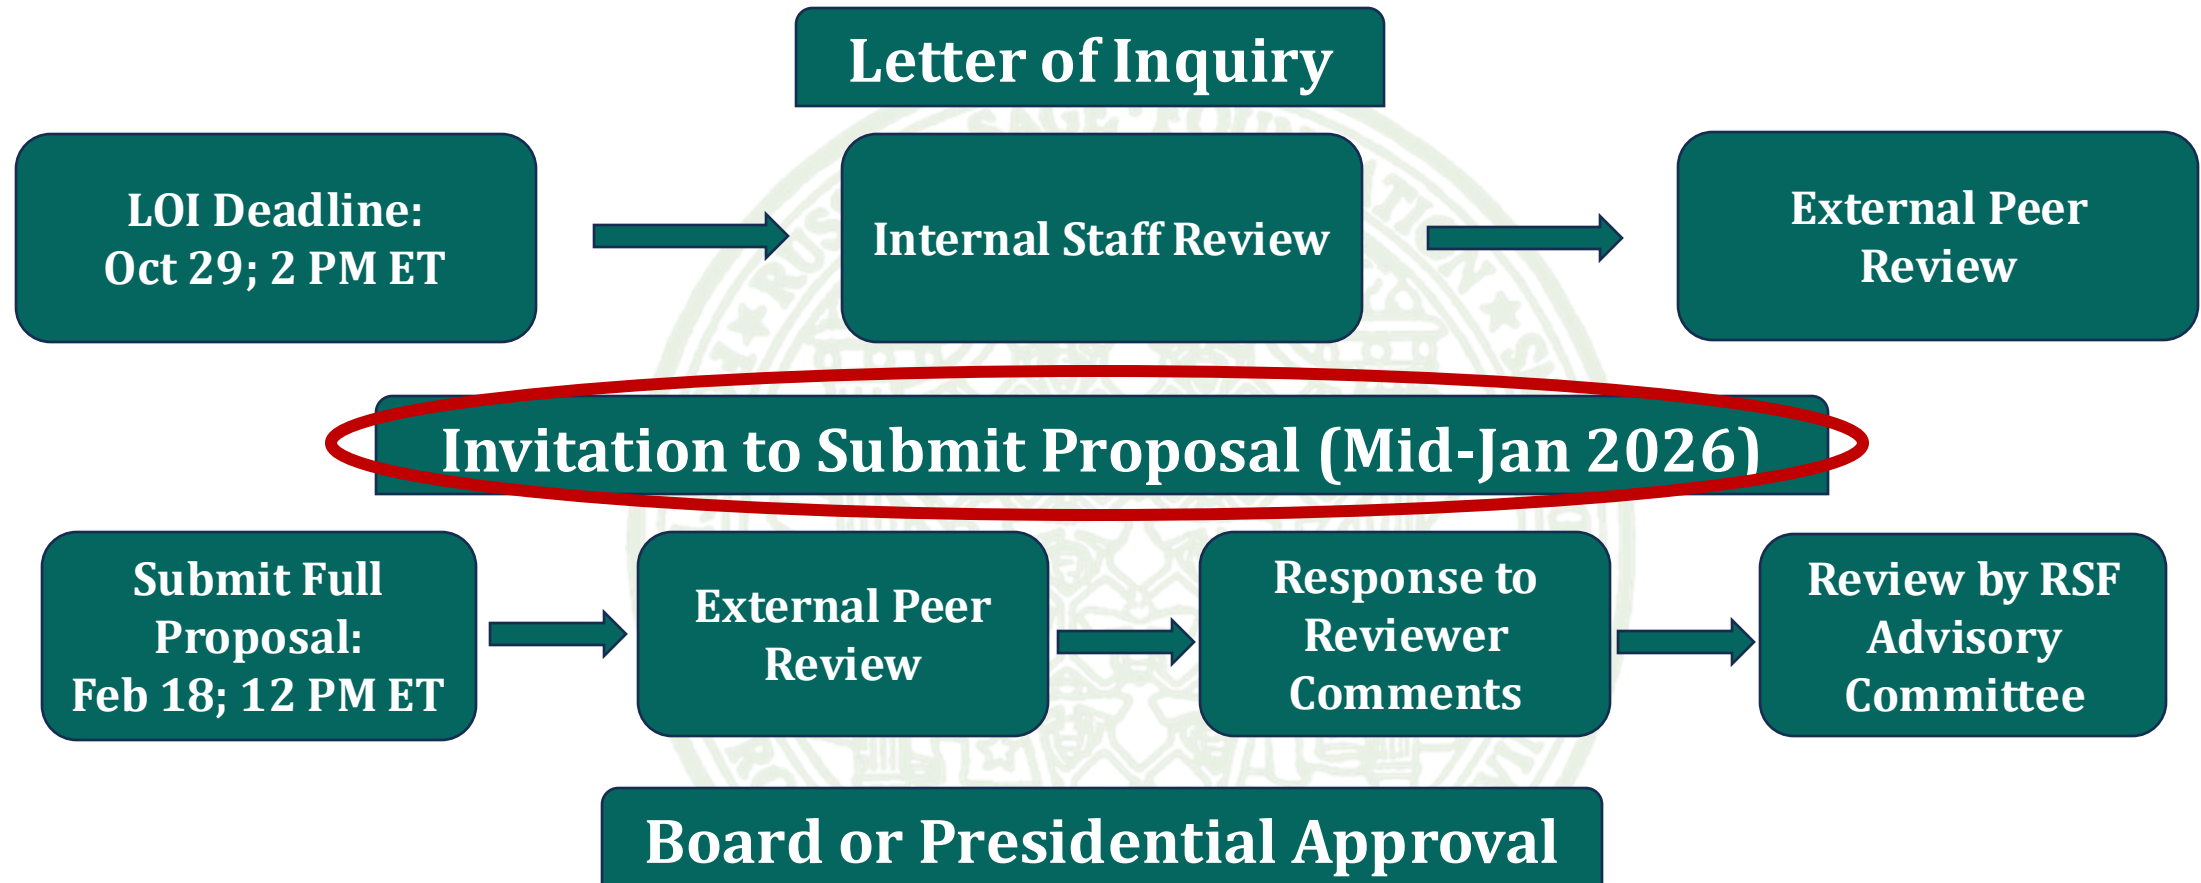 Letter of Inquiry
LOI Deadline:
Oct 29; 2 PM ET
Internal Staff Review
External Peer
Review
Invitation to Submit Proposal (Mid-Jan 2026)
Submit Full
Proposal:
Feb 18; 12 PM ET
External Peer
Review
Response to
Reviewer
Comments
Review by RSF
Advisory
Committee
Board or Presidential Approval